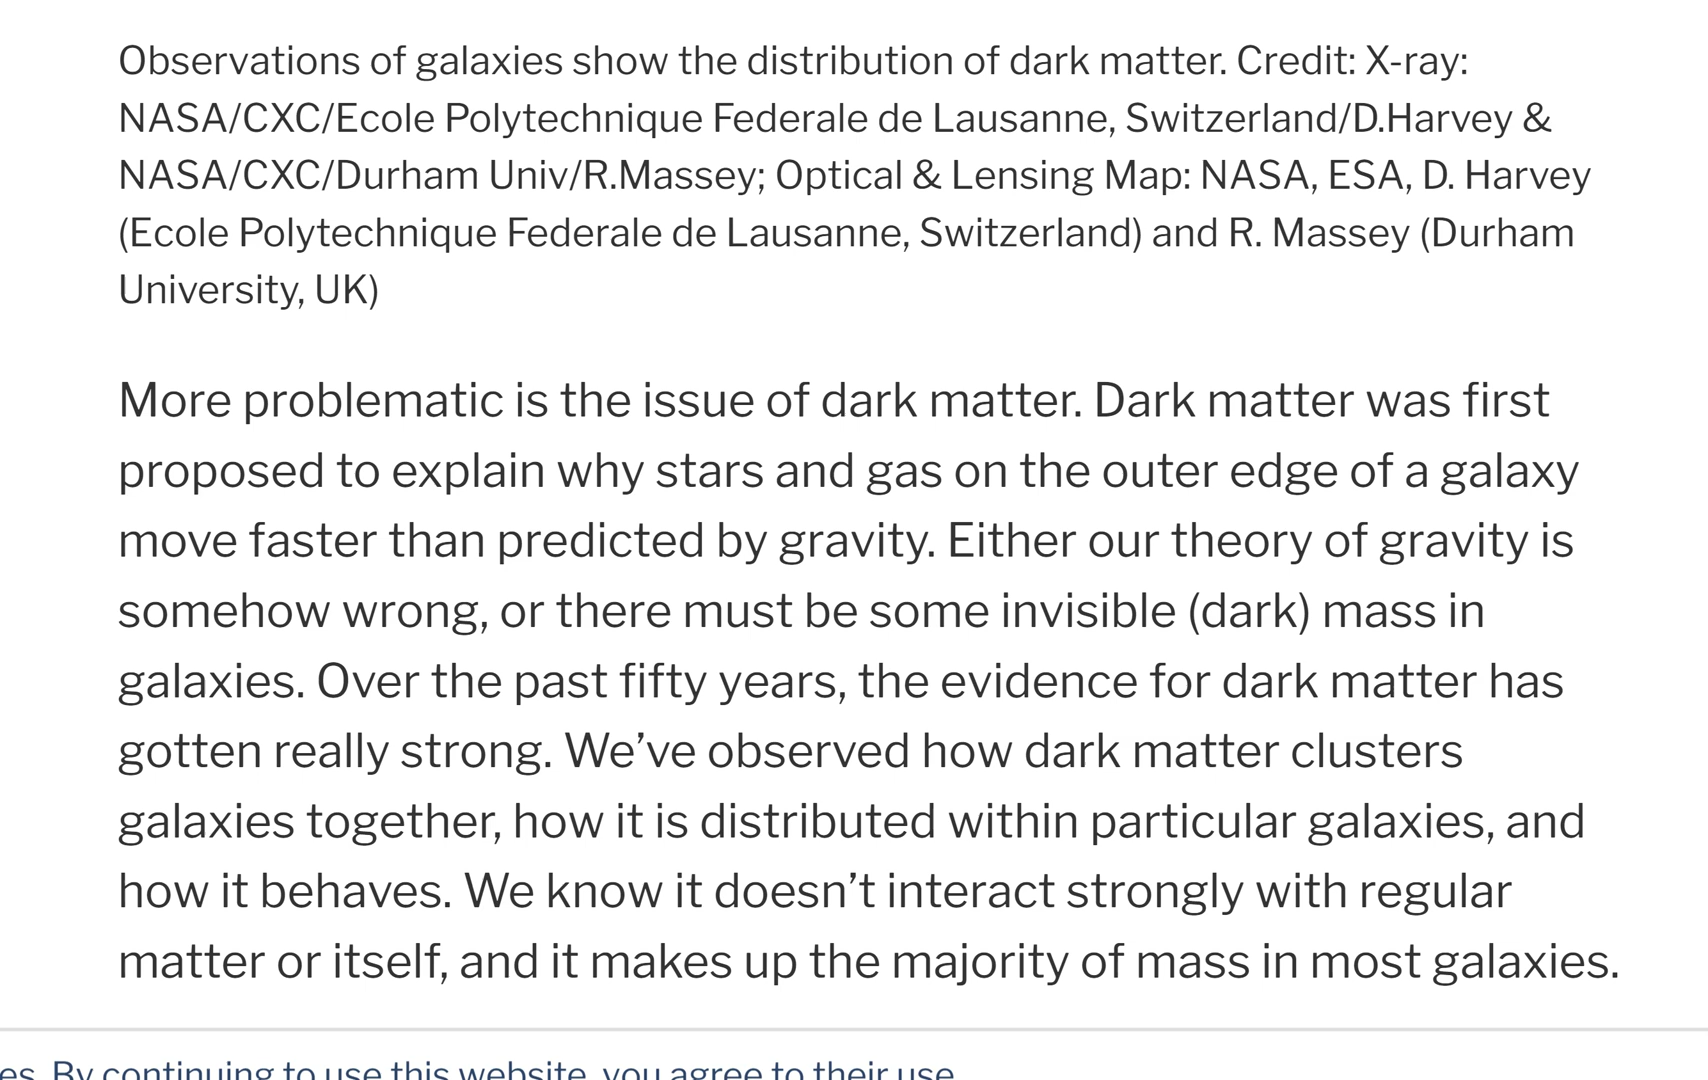 Observations of galaxies show the distribution of dark matter. Credit: X-ray:
NASA/CXC/Ecole Polytechnique Federale de Lausanne, Switzerland/D.Harvey &
NASA/CXC/Durham Univ/R.Massey; Optical & Lensing Map: NASA, ESA, D. Harvey
(Ecole Polytechnique Federale de Lausanne, Switzerland) and R. Massey (Durham
University, UK)
More problematic is the issue of dark matter. Dark matter was first
proposed to explain why stars and gas on the outer edge of a galaxy
move faster than predicted by gravity. Either our theory of gravity is
somehow wrong, or there must be some invisible (dark) mass in
galaxies. Over the past fifty years, the evidence for dark matter has
gotten really strong. We’ve observed how dark matter clusters
galaxies together, how it is distributed within particular galaxies, and
how it behaves. We know it doesn’t interact strongly with regular
matter or itself, and it makes up the majority of mass in most galaxies.
es. By continuing to use this website, you agree to their use.